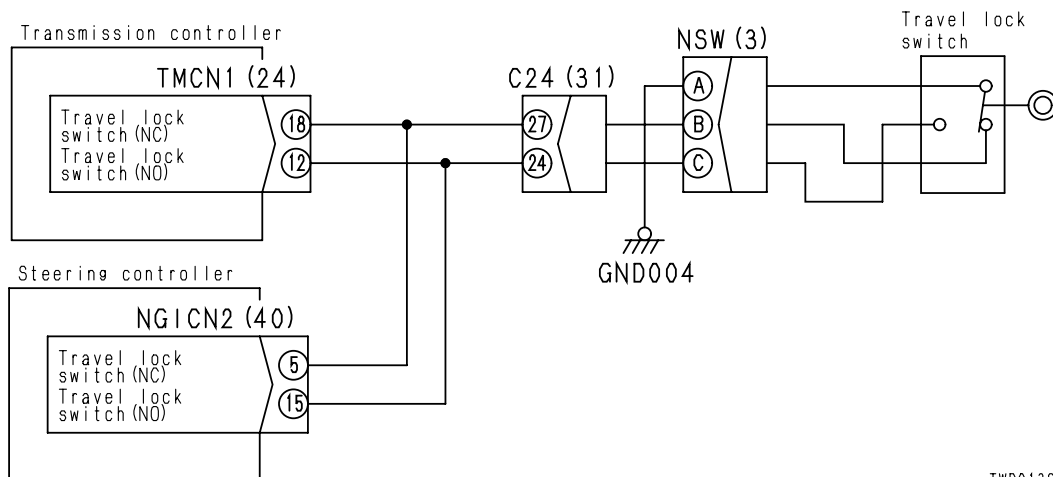 Transmission controller
TMCN1 (24)
Travel lock
switch (NC)
18
Travel lock
switch (NO)
12
C24 (31)
27
24
NSW (3)
A
B
C
Travel lock
switch
GND004
Steering controller
NGICN2 (40)
Travel lock
switch (NC)
5
Travel lock
switch (NO)
15